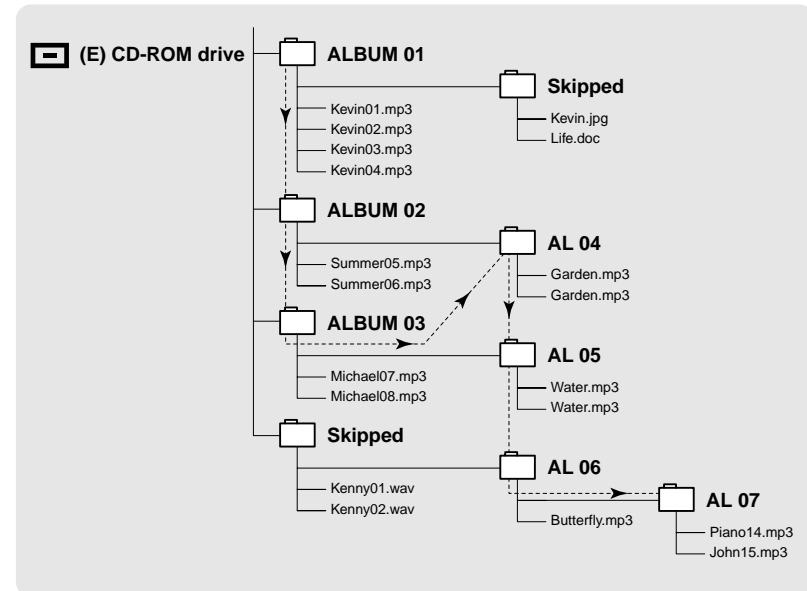 (E) CD-ROM drive
ALBUM 01
Skipped
Kevin01.mp3
Kevin02.mp3
Kevin03.mp3
Kevin04.mp3
Kevin.jpg
Life.doc
ALBUM 02
AL 04
Summer05.mp3
Summer06.mp3
Garden.mp3
Garden.mp3
ALBUM 03
AL 05
Michael07.mp3
Michael08.mp3
Water.mp3
Water.mp3
Skipped
AL 06
Kenny01.wav
Kenny02.wav
Butterfly.mp3
AL 07
Piano14.mp3
John15.mp3